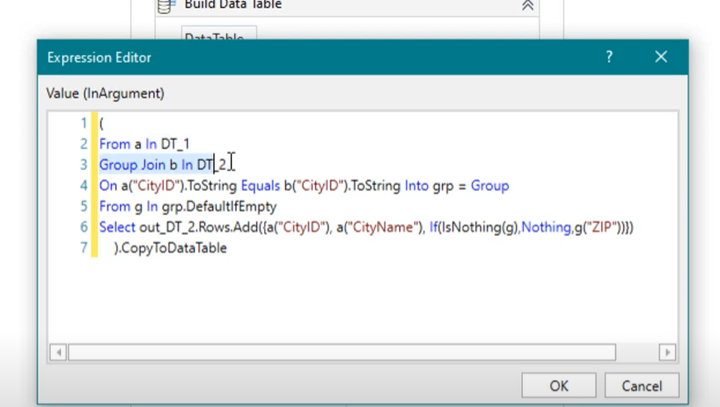 Build Data Table
DataTable
Expression Editor
?
Value (InArgument)
1 (
2 From a In DT_1
3 Group Join b In DT_2
4 On a("CityID").ToString Equals b("CityID").ToString Into grp = Group
5 From g In grp.DefaultIfEmpty
6 Select out_DT_2.Rows.Add({a("CityID"), a("CityName"), If(IsNothing(g),Nothing,g("ZIP"))})
7 ).CopyToDataTable
OK Cancel